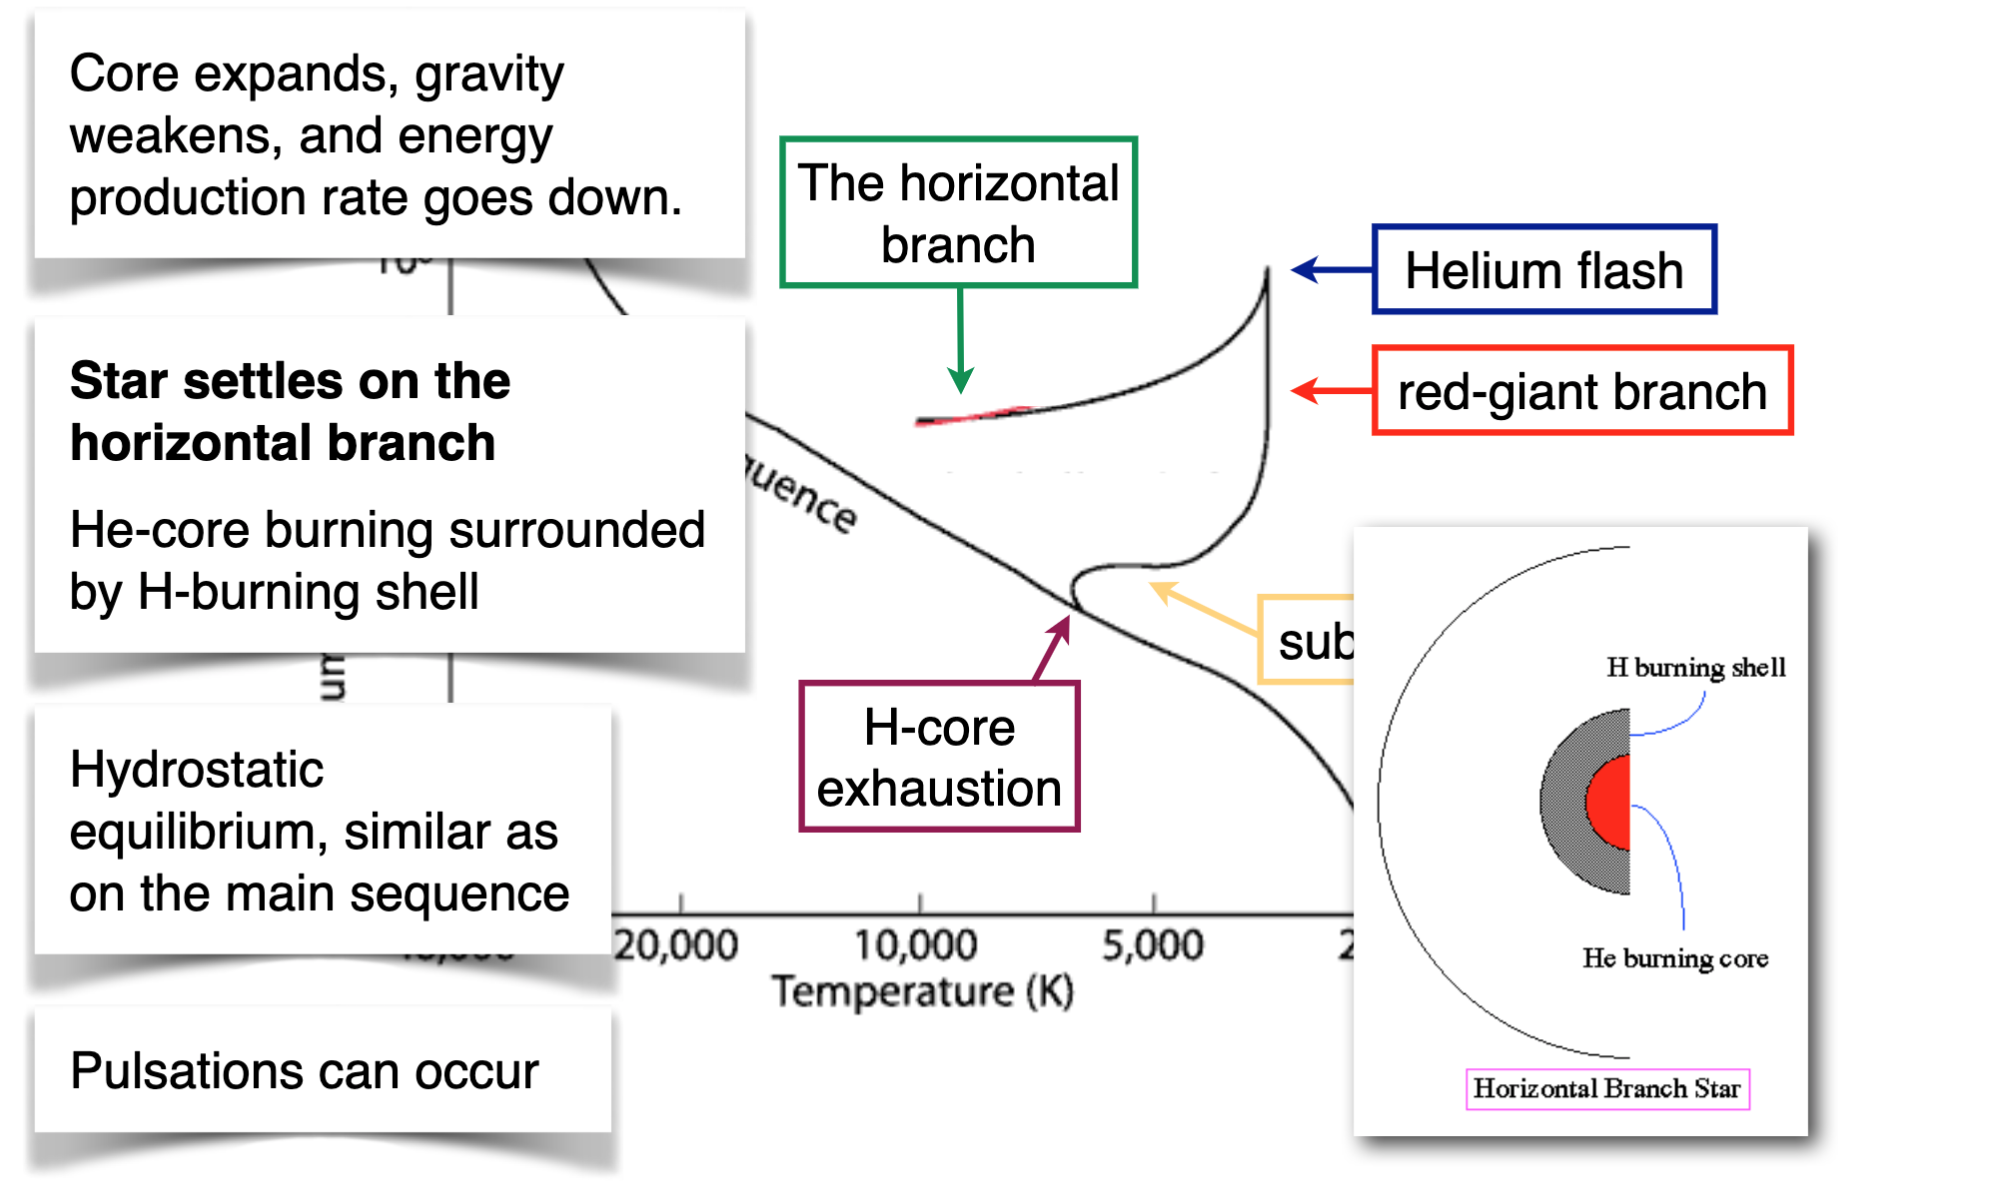 Core expands, gravity
weakens, and energy
production rate goes down.
Star settles on the
horizontal branch
He-core burning surrounded
by H-burning shell
Hydrostatic
equilibrium, similar as
on the main sequence
Pulsations can occur
The horizontal
branch
Helium flash
red-giant branch
quence
sub
H-core
exhaustion
um
20,000
10,000
5,000
2
Temperature (K)
H burning shell
He burning core
Horizontal Branch Star